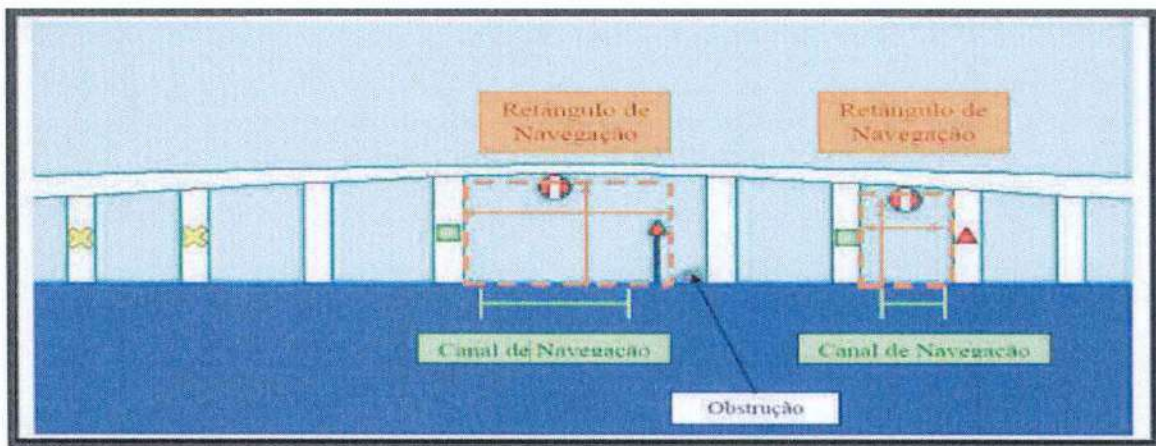 Retângulo de
Navegação
Retângulo de
Navegação
Canal de Navegação
Canal de Navegação
Obstrução